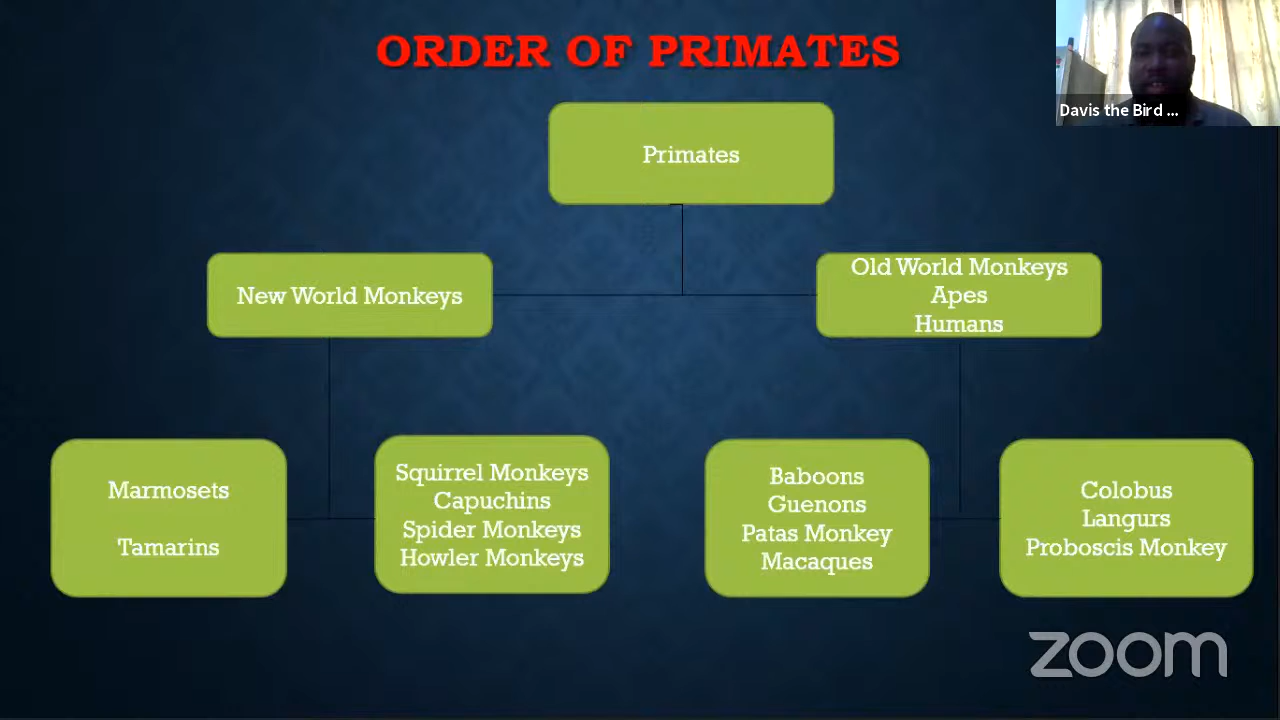 ORDER OF PRIMATES
Davis the Bird ...
Primates
New World Monkeys
Old World Monkeys
Apes
Humans
Marmosets
Tamarins
Squirrel Monkeys
Capuchins
Spider Monkeys
Howler Monkeys
Baboons
Guenons
Patas Monkey
Macaques
Colobus
Langurs
Proboscis Monkey
zoom